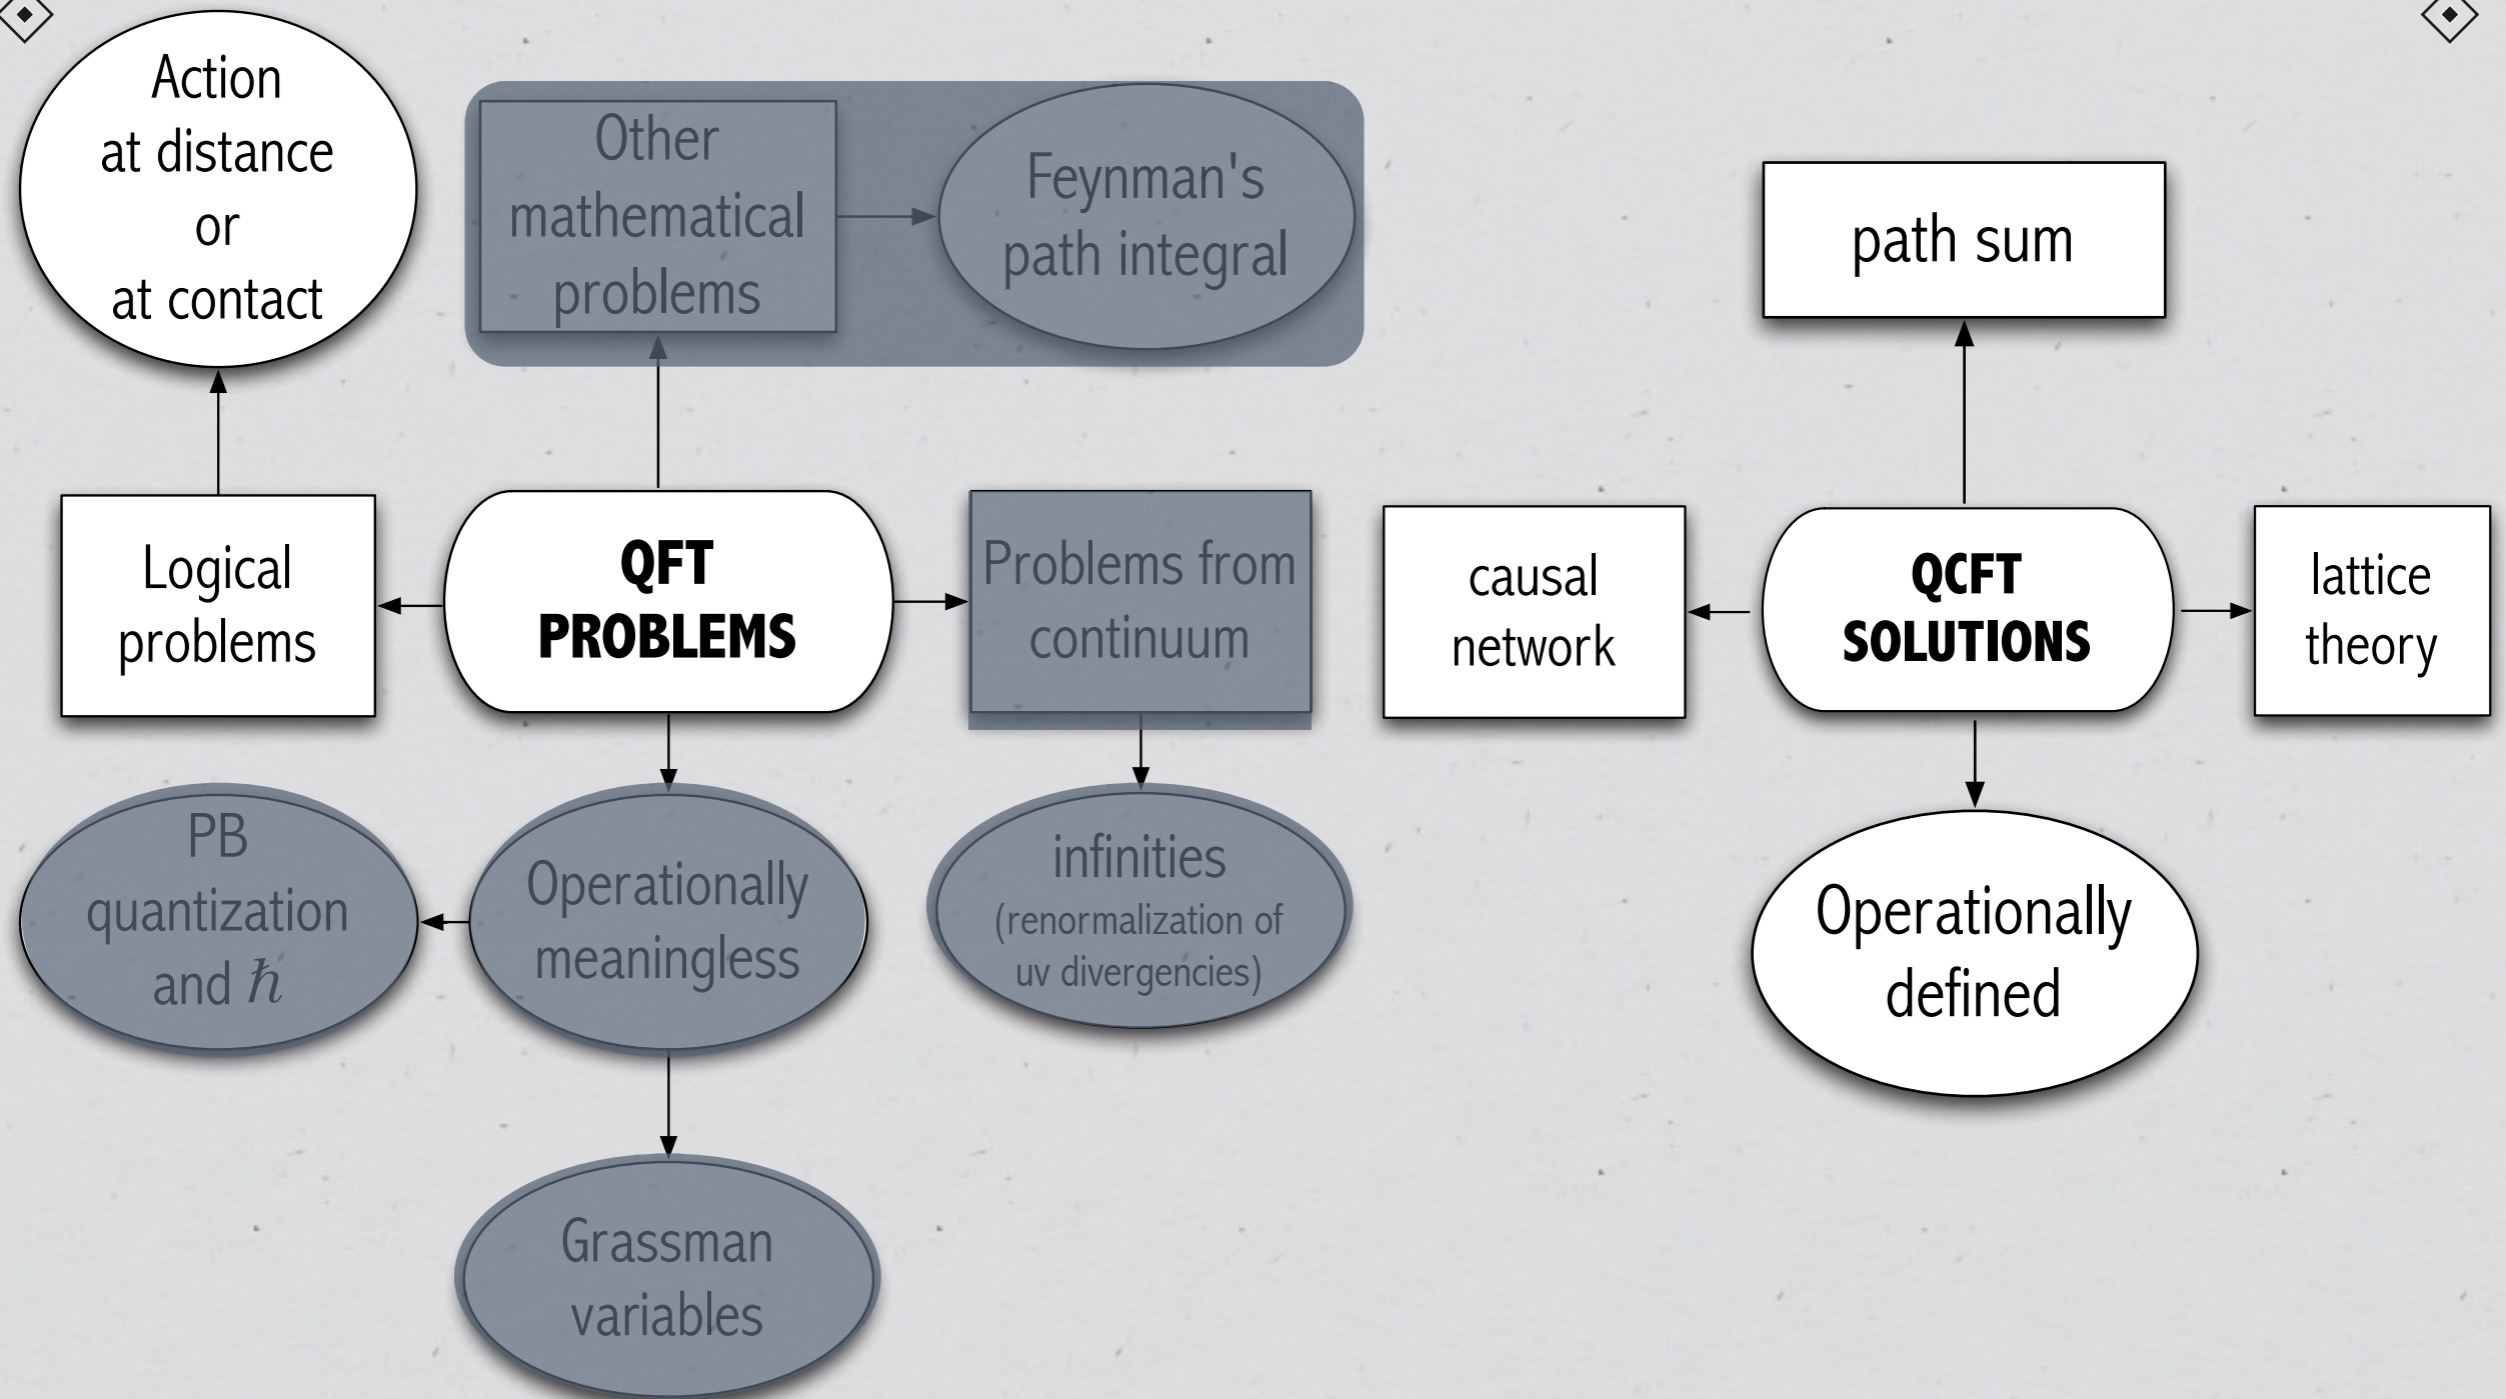 Action
at distance
or
at contact
Other
mathematical
problems
Feynman's
path integral
path sum
Logical
problems
QFT
PROBLEMS
Problems from
continuum
causal
network
QCFT
SOLUTIONS
lattice
theory
PB
quantization
and ℏ
Operationally
meaningless
infinities
(renormalization of
uv divergencies)
Operationally
defined
Grassman
variables